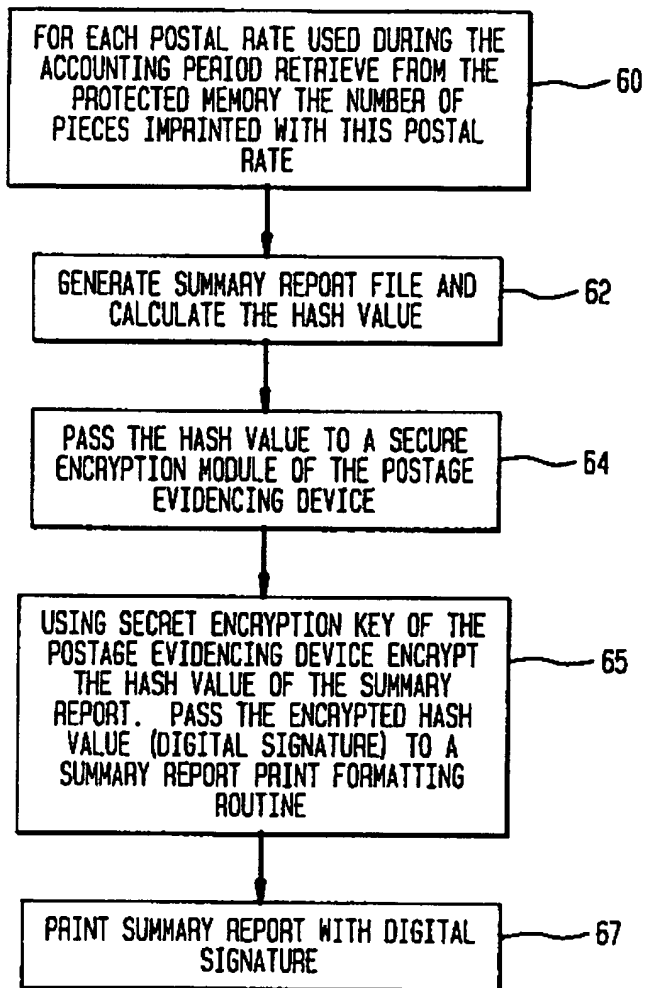 FOR EACH POSTAL RATE USED DURING THE
ACCOUNTING PERIOD RETRIEVE FROM THE
PROTECTED MEMORY THE NUMBER OF
PIECES IMPRINTED WITH THIS POSTAL
RATE
60
GENERATE SUMMARY REPORT FILE AND
CALCULATE THE HASH VALUE
62
PASS THE HASH VALUE TO A SECURE
ENCRYPTION MODULE OF THE POSTAGE
EVIDENCING DEVICE
64
USING SECRET ENCRYPTION KEY OF THE
POSTAGE EVIDENCING DEVICE ENCRYPT
THE HASH VALUE OF THE SUMMARY
REPORT. PASS THE ENCRYPTED HASH
VALUE (DIGITAL SIGNATURE) TO A
SUMMARY REPORT PRINT FORMATTING
ROUTINE
65
PRINT SUMMARY REPORT WITH DIGITAL
SIGNATURE
67